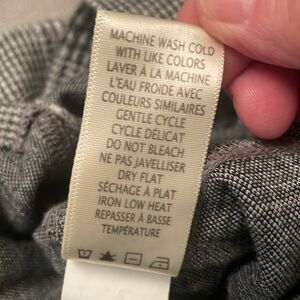 MACHINE WASH COLD
WITH LIKE COLORS
LAVER À LA MACHINE
L'EAU FROIDE AVEC
COULEURS SIMILAIRES
GENTLE CYCLE
CYCLE DÉLICAT
DO NOT BLEACH
NE PAS JAVELLISER
DRY FLAT
SÉCHAGE À PLAT
IRON LOW HEAT
REPASSER À BASSE
TEMPÉRATURE